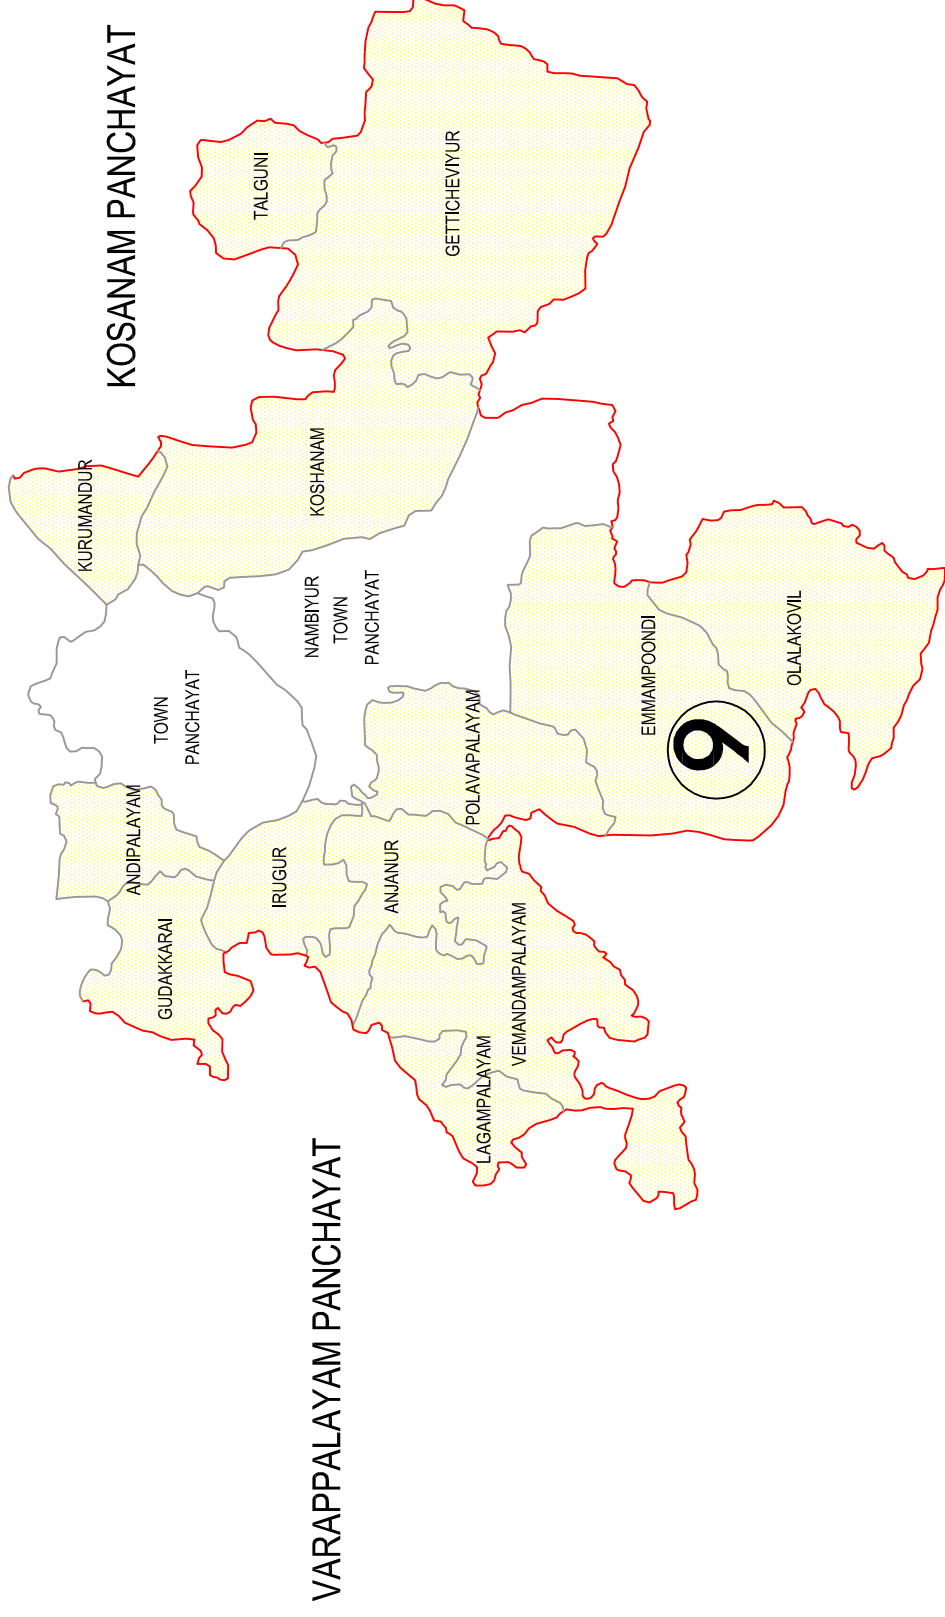 KOSANAM PANCHAYAT
TALGUNI
GETTICHEVIYUR
KURUMANDUR
KOSHANAM
NAMBIYUR
TOWN
PANCHAYAT
TOWN
PANCHAYAT
OLALAKOVIL
EMMAMPOONDI
9
POLAVAPALAYAM
ANDIPALAYAM
IRUGUR
ANJANUR
GUDAKKARAI
VEMANDAMPALAYAM
LAGAMPALAYAM
VARAPPALAYAM PANCHAYAT